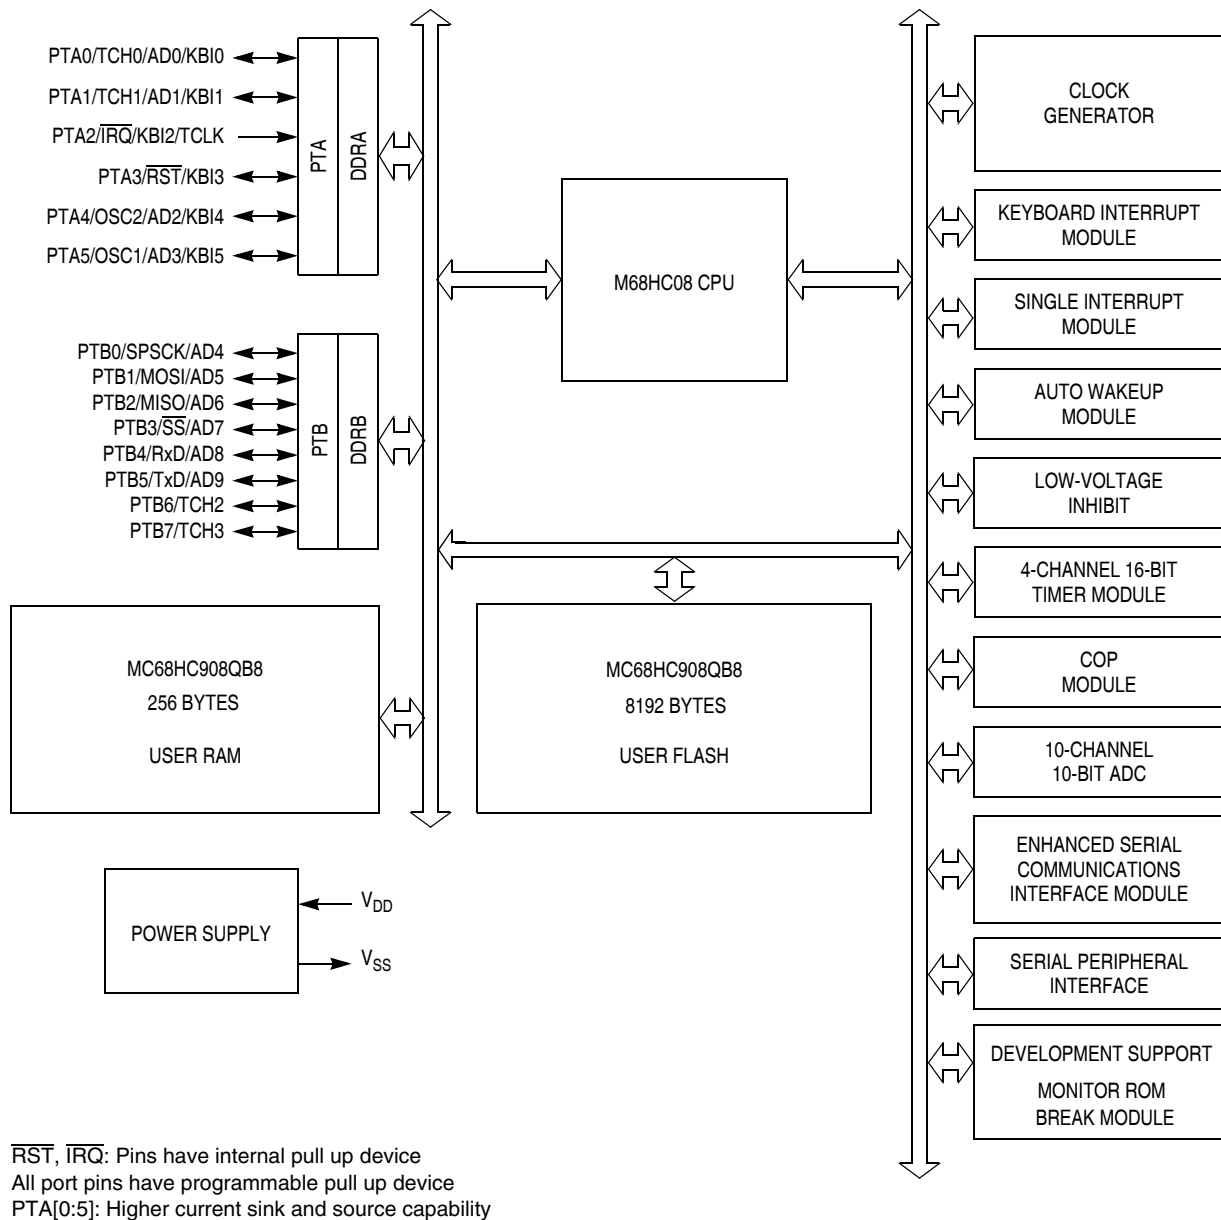 PTA0/TCH0/AD0/KBI0
PTA1/TCH1/AD1/KBI1
PTA2/I̅R̅Q̅/KBI2/TCLK
PTA3/R̅S̅T̅/KBI3
PTA4/OSC2/AD2/KBI4
PTA5/OSC1/AD3/KBI5
PTA
DDRA
PTB0/SPSCK/AD4
PTB1/MOSI/AD5
PTB2/MISO/AD6
PTB3/S̅S̅/AD7
PTB4/RxD/AD8
PTB5/TxD/AD9
PTB6/TCH2
PTB7/TCH3
PTB
DDRB
M68HC08 CPU
MC68HC908QB8
256 BYTES
USER RAM
MC68HC908QB8
8192 BYTES
USER FLASH
POWER SUPPLY
VDD
VSS
CLOCK
GENERATOR
KEYBOARD INTERRUPT
MODULE
SINGLE INTERRUPT
MODULE
AUTO WAKEUP
MODULE
LOW-VOLTAGE
INHIBIT
4-CHANNEL 16-BIT
TIMER MODULE
COP
MODULE
10-CHANNEL
10-BIT ADC
ENHANCED SERIAL
COMMUNICATIONS
INTERFACE MODULE
SERIAL PERIPHERAL
INTERFACE
DEVELOPMENT SUPPORT
MONITOR ROM
BREAK MODULE
R̅S̅T̅, I̅R̅Q̅: Pins have internal pull up device
All port pins have programmable pull up device
PTA[0:5]: Higher current sink and source capability